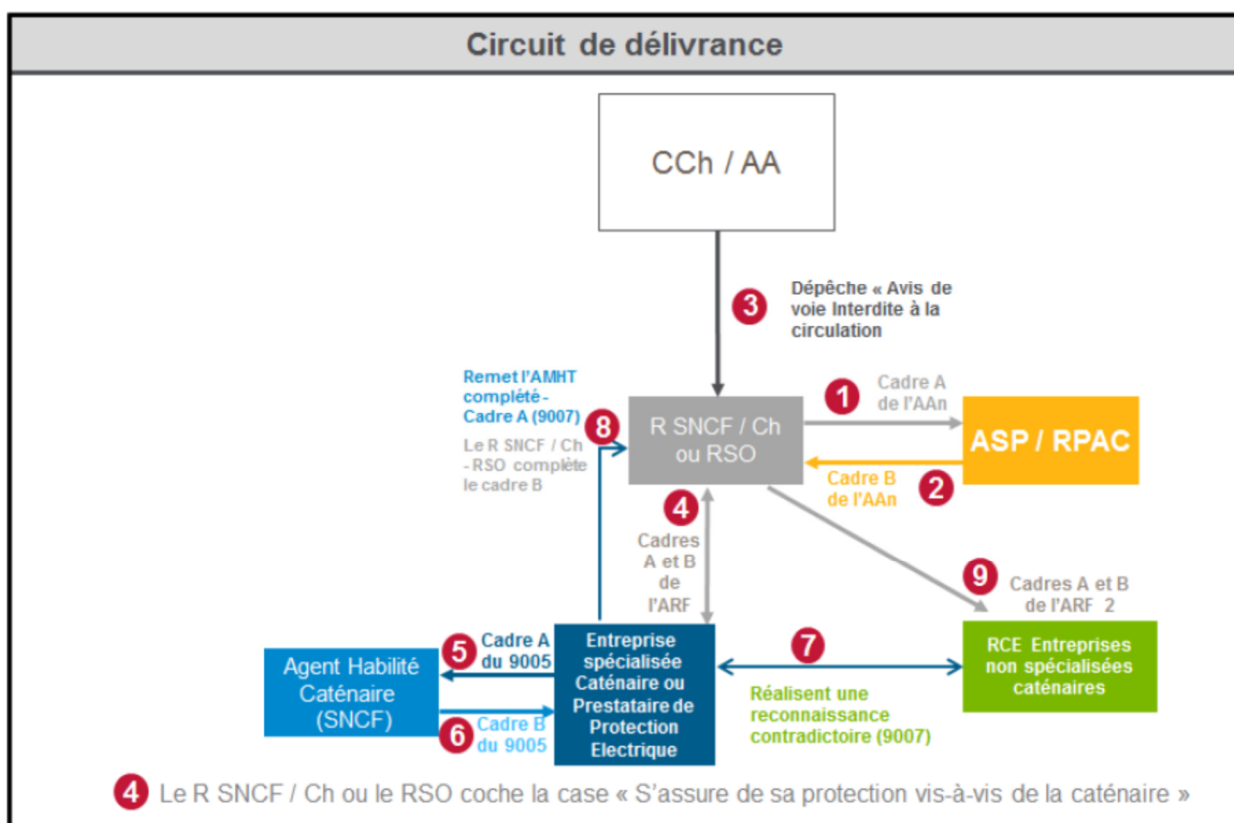 Circuit de délivrance
CCh / AA
3
Dépêche « Avis de
voie Interdite à la
circulation
Remet l'AMHT
complété -
Cadre A (9007)
8
Le R SNCF / Ch
- RSO complète
le cadre B
R SNCF / Ch
ou RSO
1
Cadre A
de l'AAn
ASP / RPAC
Cadre B
de l'AAn
2
4
Cadres
A et B
de
l'ARF
9
Cadres A et B
de l'ARF 2
Agent Habilité
Caténaire
(SNCF)
5
Cadre A
du 9005
6
Cadre B
du 9005
Entreprise
spécialisée
Caténaire ou
Prestataire de
Protection
Electrique
7
Réalisent une
reconnaissance
contradictoire (9007)
RCE Entreprises
non spécialisées
caténaires
4 Le R SNCF / Ch ou le RSO coche la case « S'assure de sa protection vis-à-vis de la caténaire »